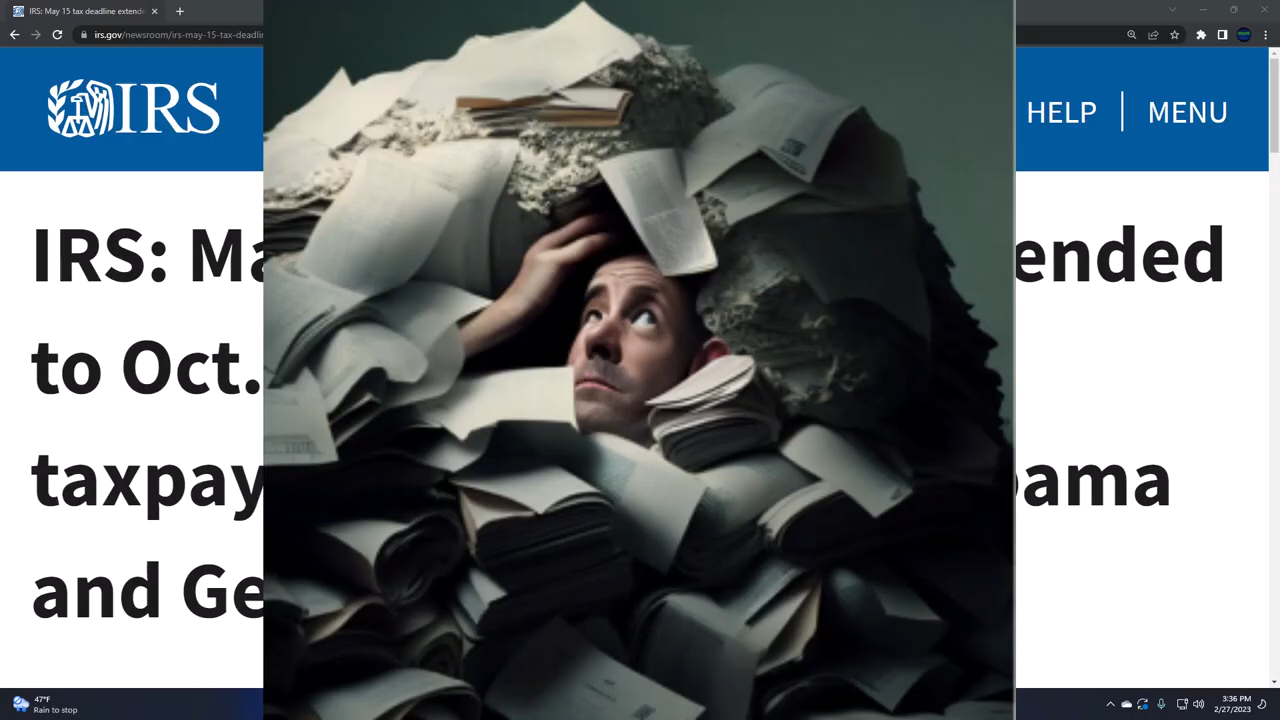 IRS: May 15 tax deadline extend
irs.gov/newsroom/irs-may-15-tax-deadlin
IRS
HELP
MENU
IRS: Ma
ended
to Oct.
taxpay
bama
and Ge
47°F
Rain to stop
3:36 PM
2/27/2023